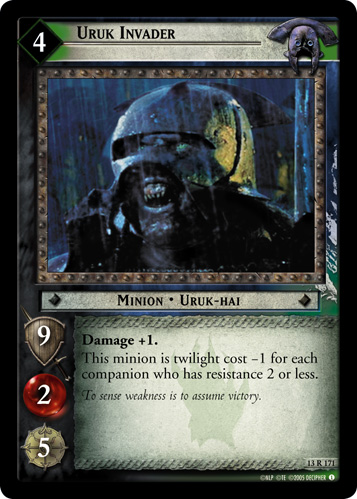 4 URUK INVADER
MINION • URUK-HAI
9
Damage +1.
This minion is twilight cost –1 for each
companion who has resistance 2 or less.
2
To sense weakness is to assume victory.
5
13 R 171
©NLP ™/®TE ©2005 DECIPHER